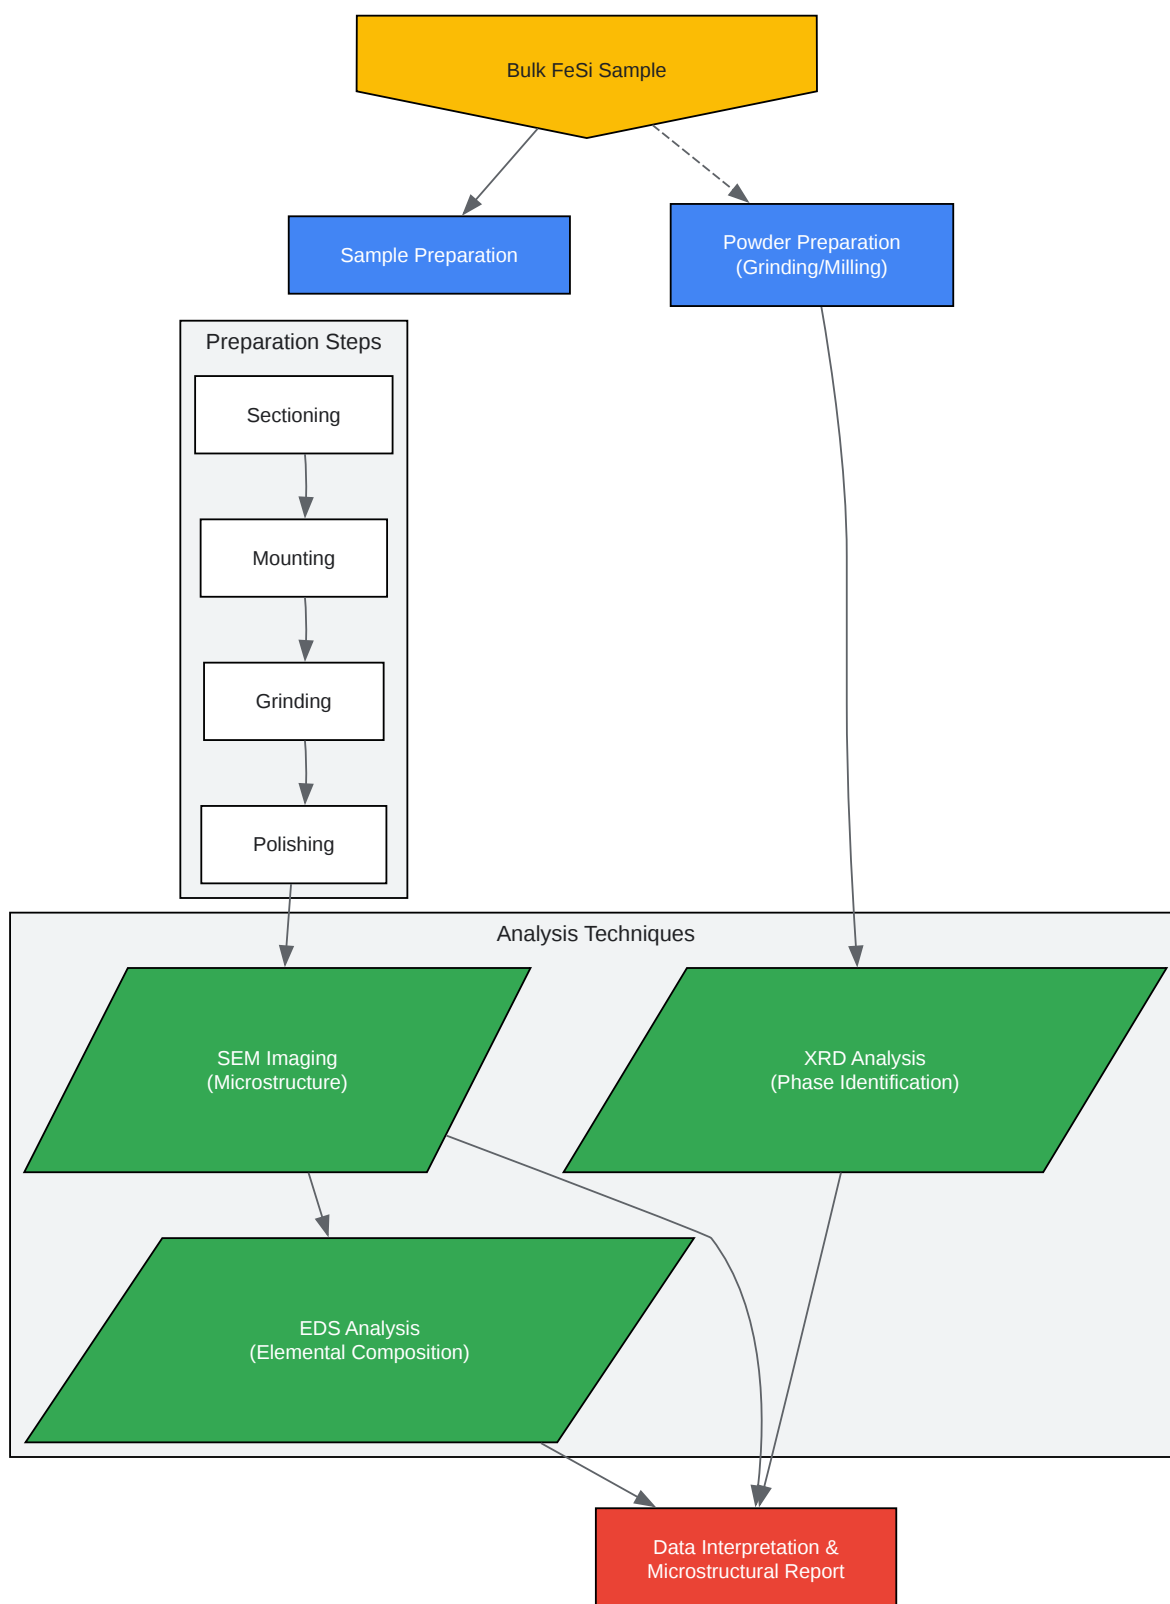 Bulk FeSi Sample
Sample Preparation
Powder Preparation
(Grinding/Milling)
Preparation Steps
Sectioning
Mounting
Grinding
Polishing
Analysis Techniques
SEM Imaging
(Microstructure)
XRD Analysis
(Phase Identification)
EDS Analysis
(Elemental Composition)
Data Interpretation &
Microstructural Report